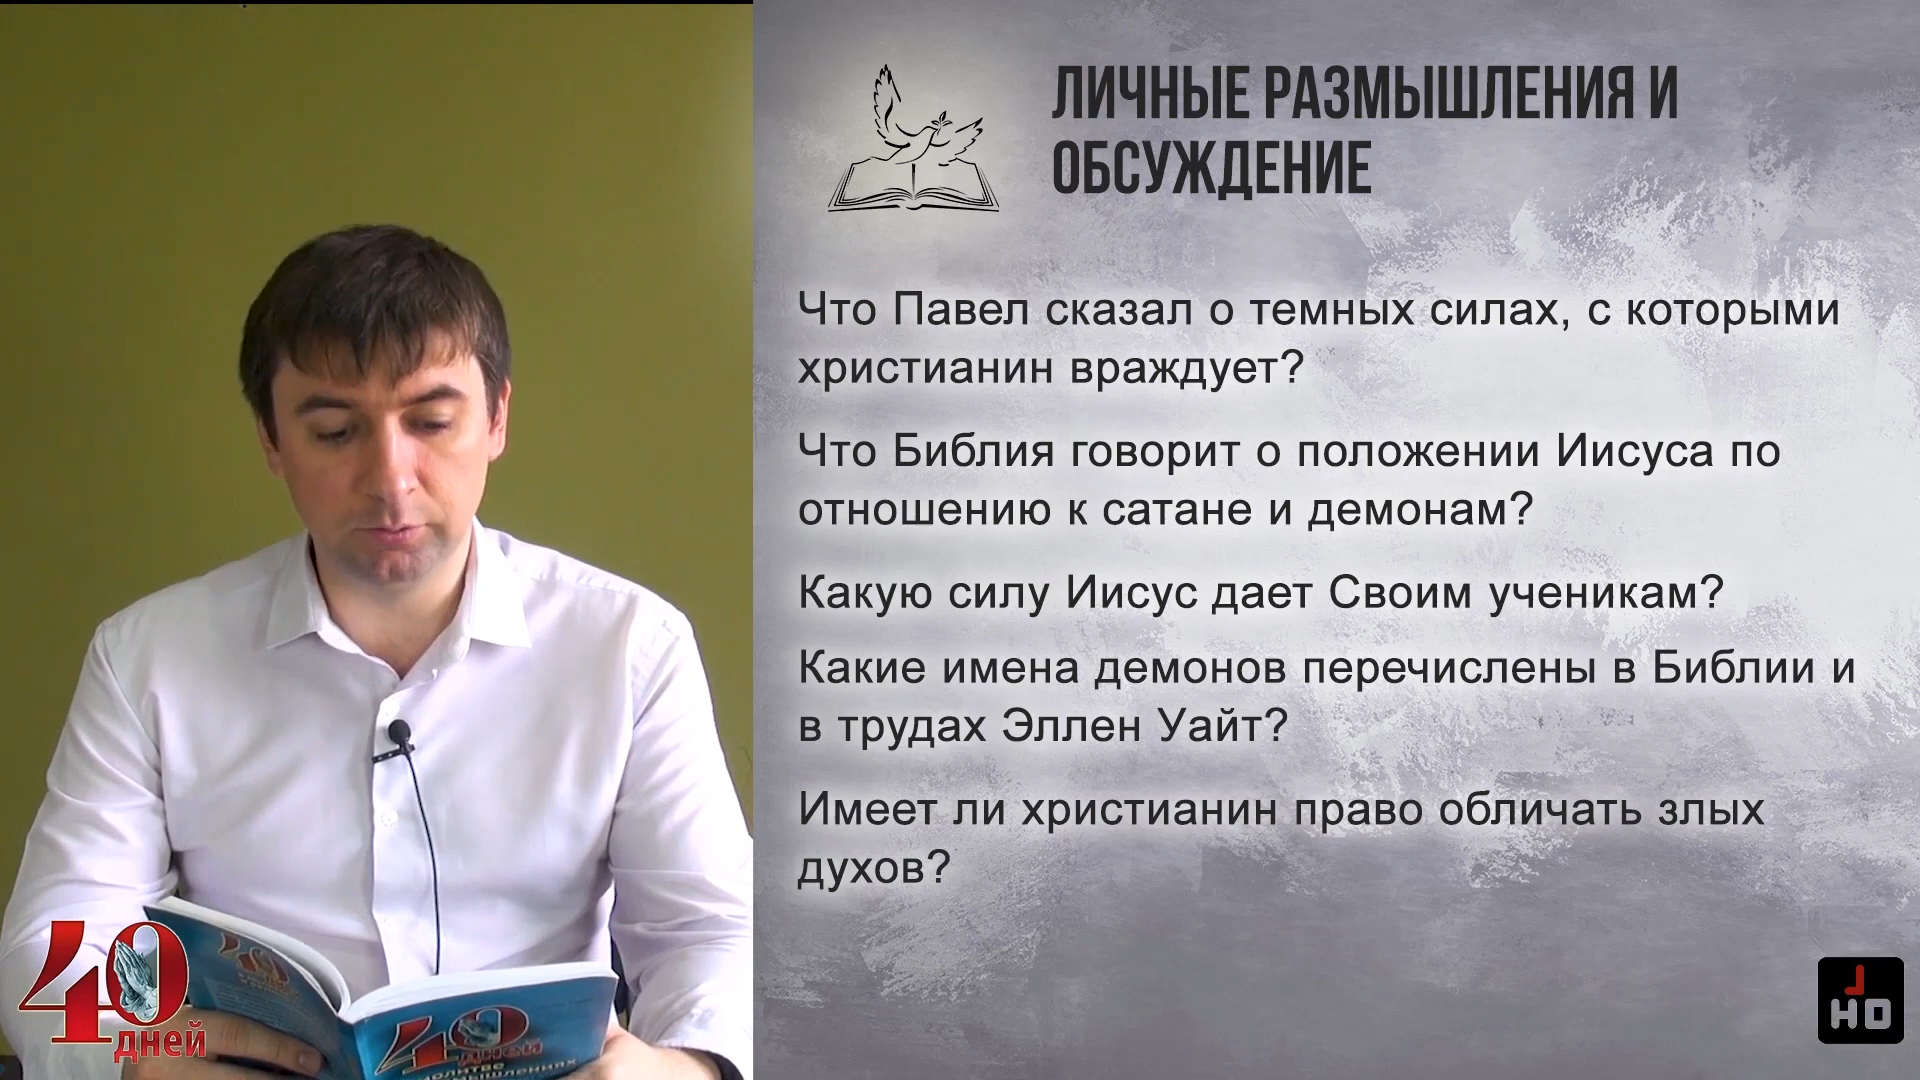 ЛИЧНЫЕ РАЗМЫШЛЕНИЯ И
ОБСУЖДЕНИЕ
Что Павел сказал о темных силах, с которыми
христианин враждует?
Что Библия говорит о положении Иисуса по
отношению к сатане и демонам?
Какую силу Иисус дает Своим ученикам?
Какие имена демонов перечислены в Библии и
в трудах Эллен Уайт?
Имеет ли христианин право обличать злых
духов?
40
дней
40
дней
НО